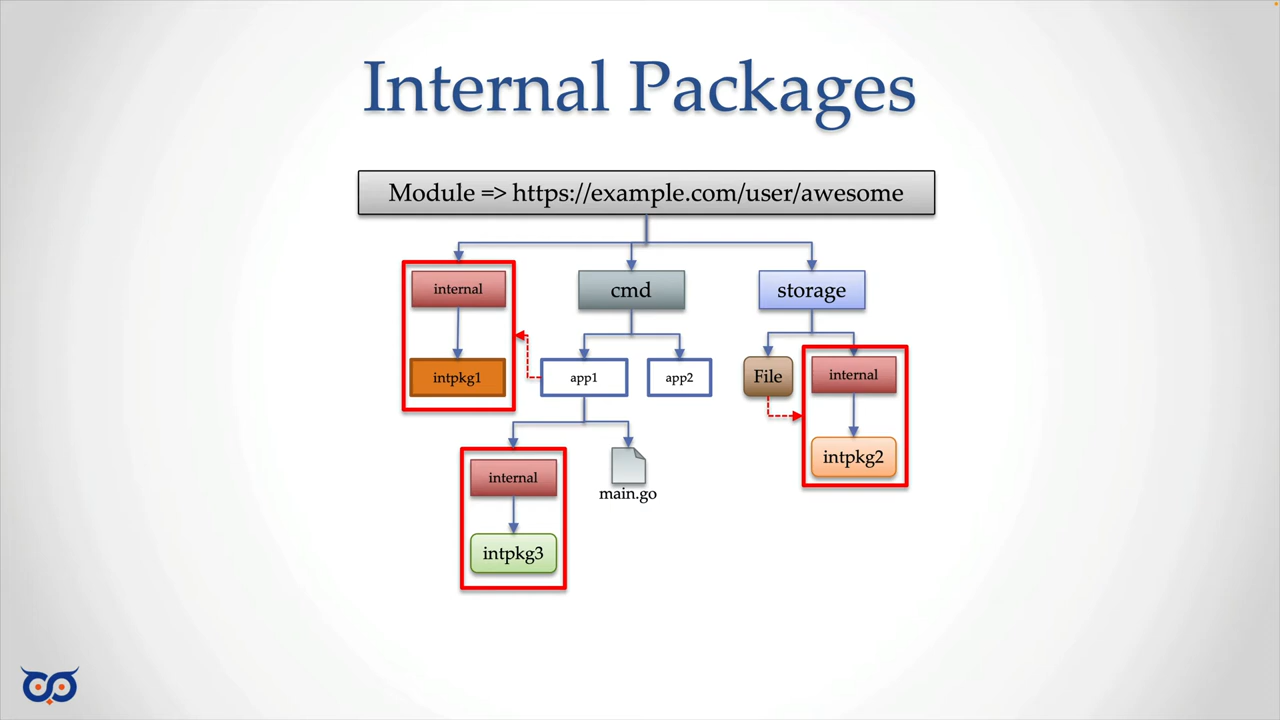 Internal Packages
Module => https://example.com/user/awesome
internal
cmd
storage
intpkg1
app1
app2
File
internal
internal
main.go
intpkg2
intpkg3